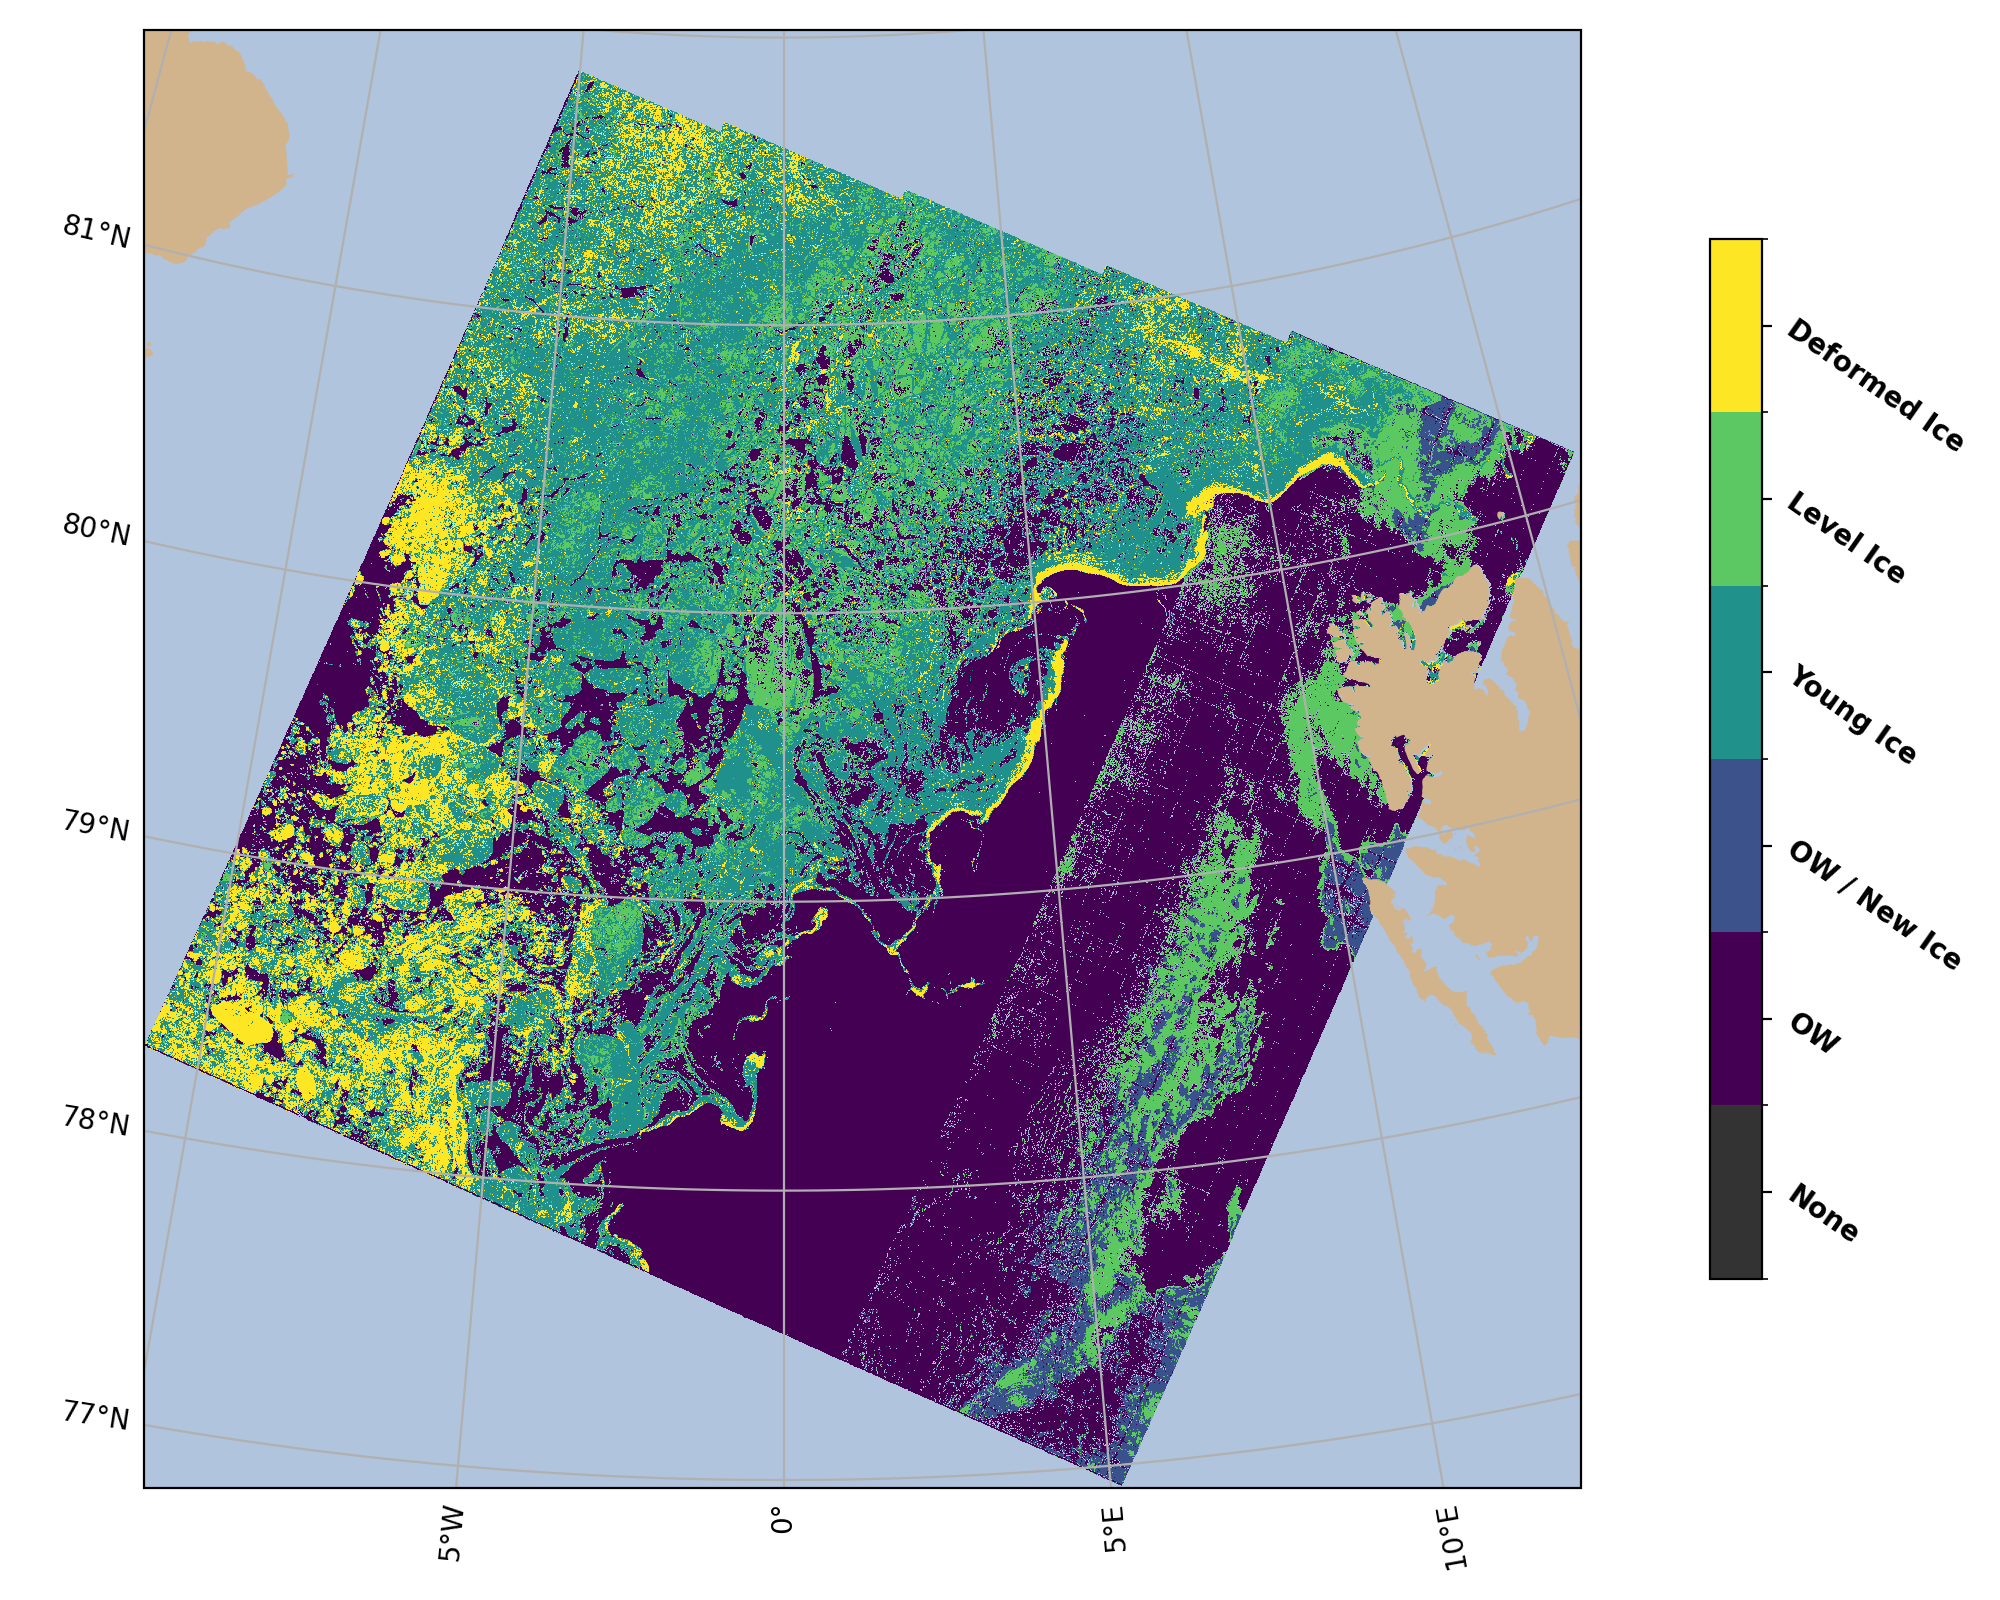 81°N
80°N
79°N
78°N
77°N
5°W
0°
5°E
10°E
Deformed Ice
Level Ice
Young Ice
OW / New Ice
OW
None